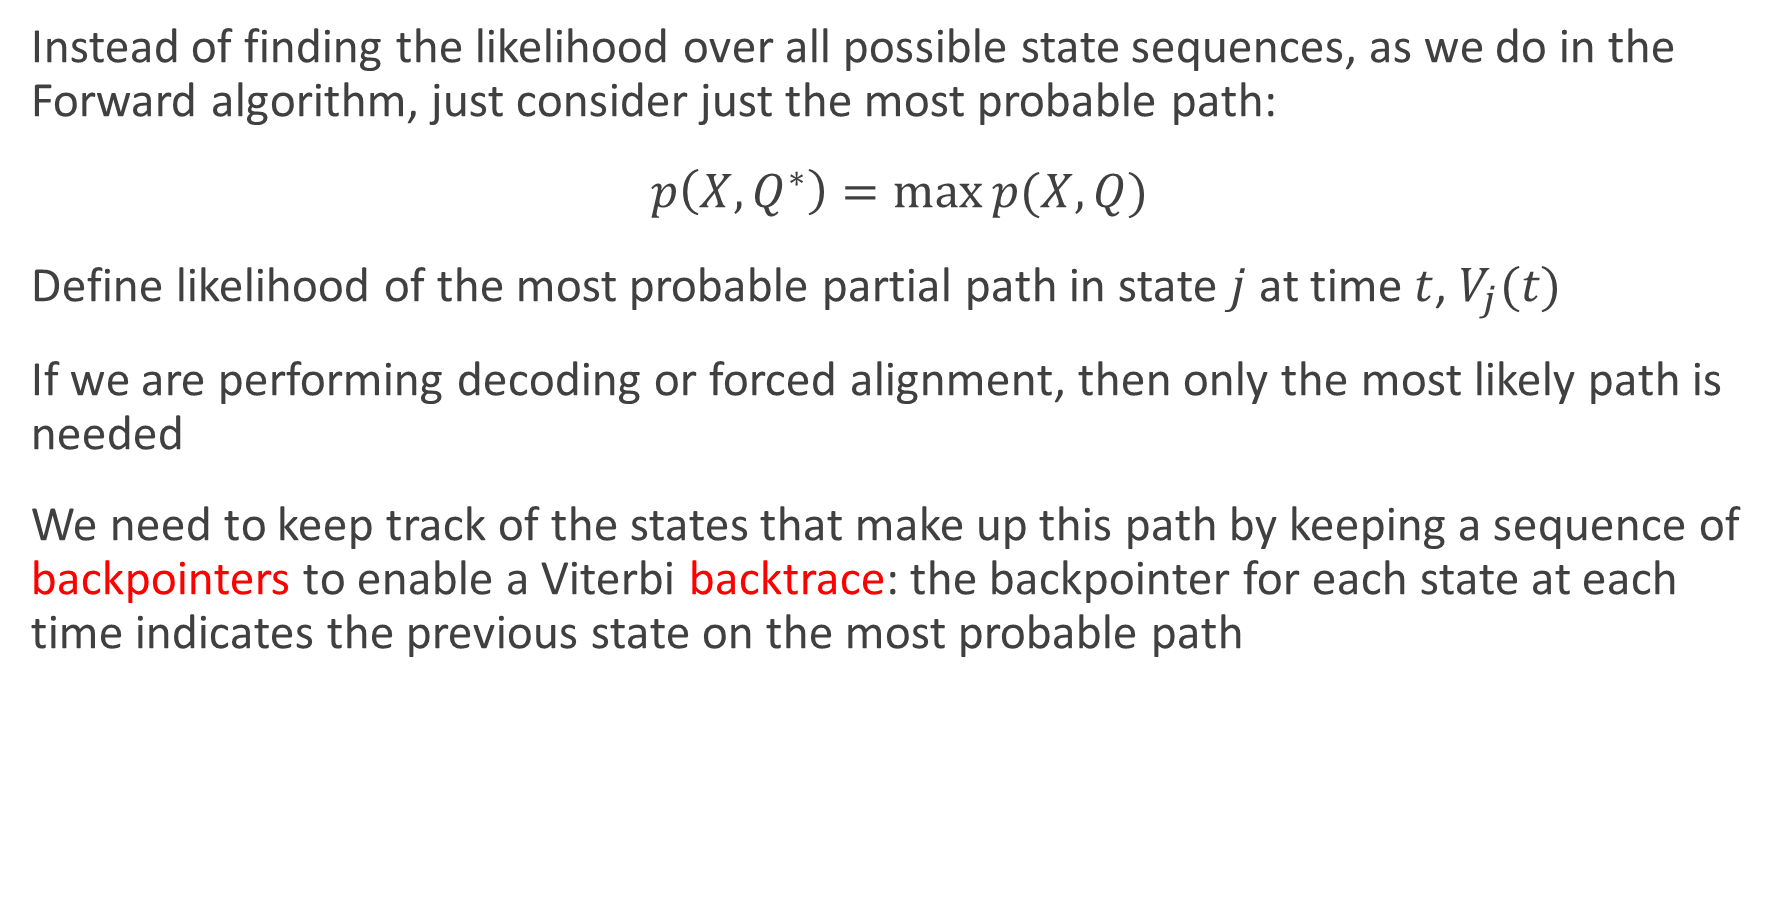 Instead of finding the likelihood over all possible state sequences, as we do in the
Forward algorithm, just consider just the most probable path:
p(X, Q*) = max p(X, Q)
Define likelihood of the most probable partial path in state j at time t, Vj(t)
If we are performing decoding or forced alignment, then only the most likely path is
needed
We need to keep track of the states that make up this path by keeping a sequence of
backpointers to enable a Viterbi backtrace: the backpointer for each state at each
time indicates the previous state on the most probable path